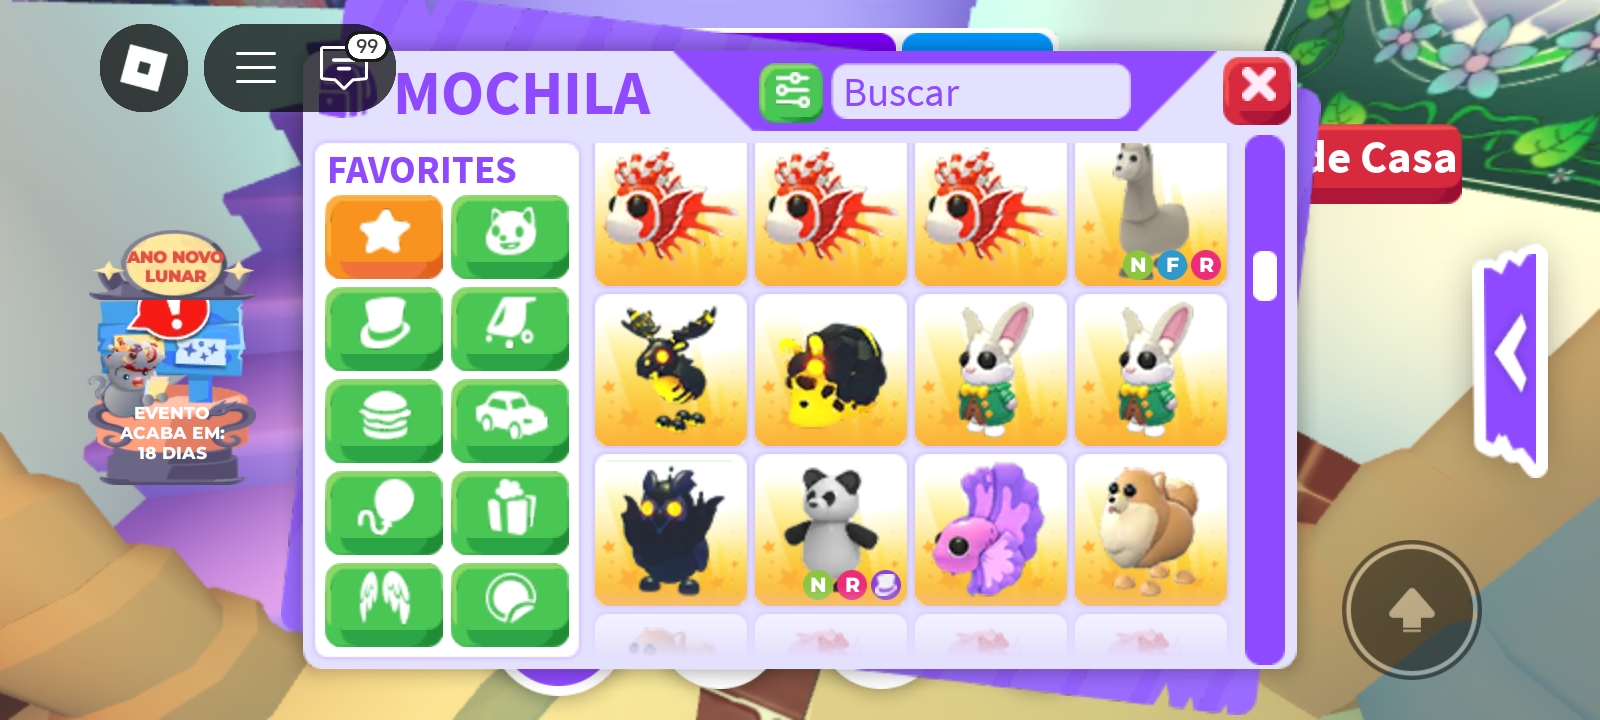 99
MOCHILA
Buscar
FAVORITES
de Casa
ANO NOVO
LUNAR
!
EVENTO
ACABA EM:
18 DIAS
N F R
N R